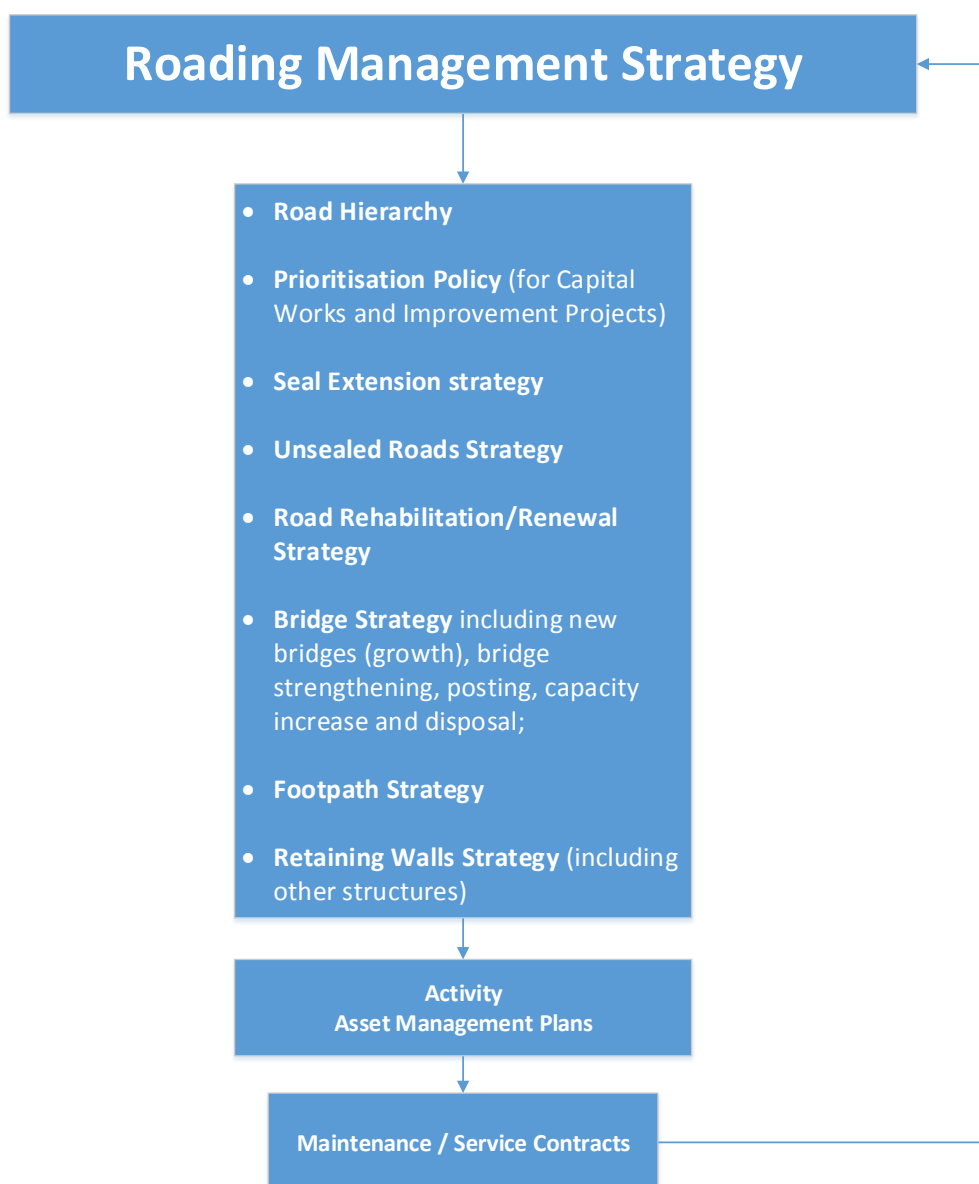 Roading Management Strategy
• Road Hierarchy
• Prioritisation Policy (for Capital
Works and Improvement Projects)
• Seal Extension strategy
• Unsealed Roads Strategy
• Road Rehabilitation/Renewal
Strategy
• Bridge Strategy including new
bridges (growth), bridge
strengthening, posting, capacity
increase and disposal;
• Footpath Strategy
• Retaining Walls Strategy (including
other structures)
Activity
Asset Management Plans
Maintenance / Service Contracts